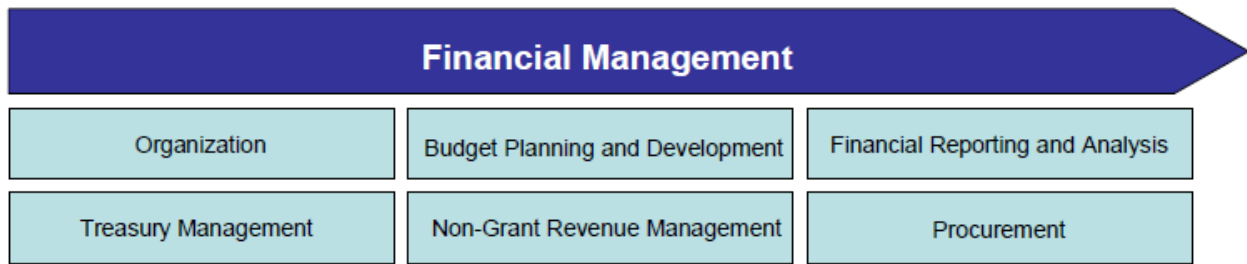 Financial Management
Organization
Budget Planning and Development
Financial Reporting and Analysis
Treasury Management
Non-Grant Revenue Management
Procurement